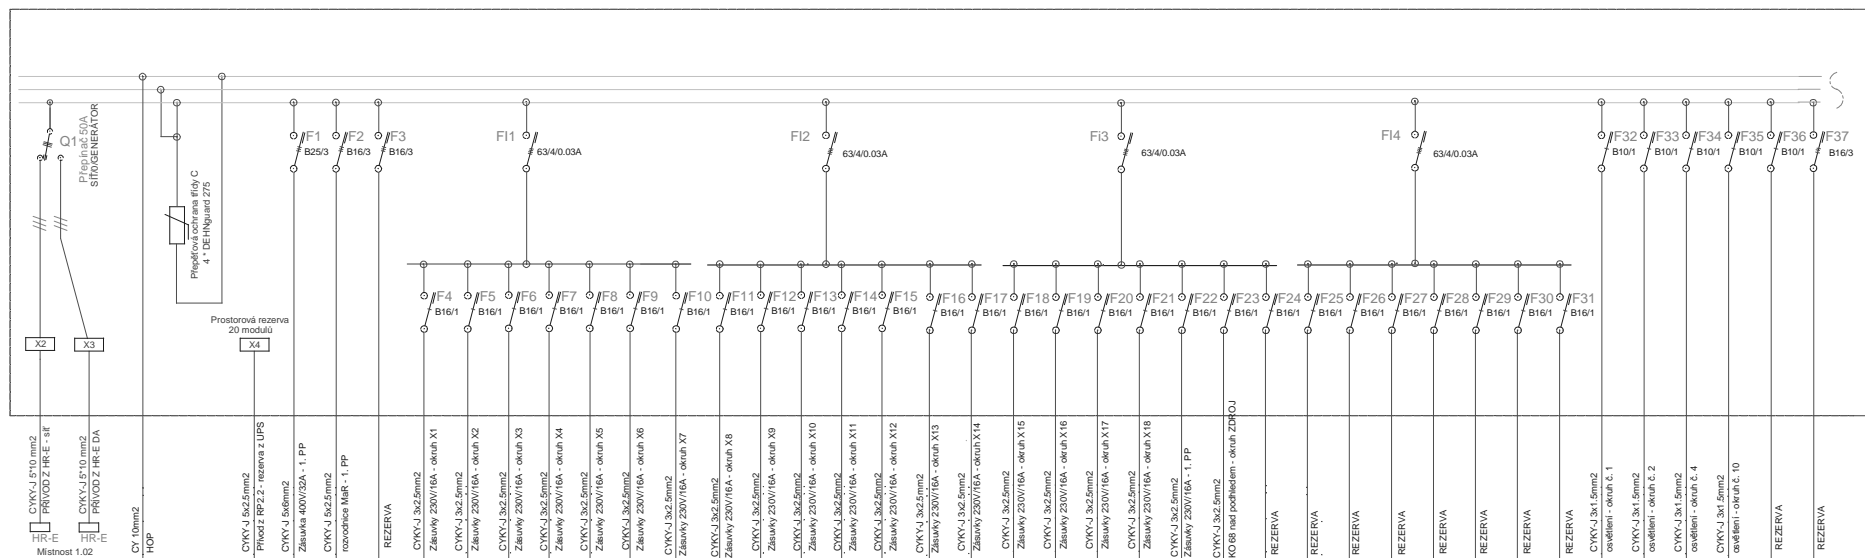 Q1
Přepínač 50A
SÍŤ/GENERÁTOR
Přepěťová ochrana třídy C
4 * DEHNguard 275
F1
B25/3
F2
B16/3
F3
B16/3
FI1
63/4/0.03A
FI2
63/4/0.03A
Fi3
63/4/0.03A
FI4
63/4/0.03A
F32
B10/1
F33
B10/1
F34
B10/1
F35
B10/1
F36
B10/1
F37
B16/3
F4
B16/1
F5
B16/1
F6
B16/1
F7
B16/1
F8
B16/1
F9
B16/1
F10
B16/1
F11
B16/1
F12
B16/1
F13
B16/1
F14
B16/1
F15
B16/1
F16
B16/1
F17
B16/1
F18
B16/1
F19
B16/1
F20
B16/1
F21
B16/1
F22
B16/1
F23
B16/1
F24
B16/1
F25
B16/1
F26
B16/1
F27
B16/1
F28
B16/1
F29
B16/1
F30
B16/1
F31
B16/1
Prostorová rezerva
20 modulů
X2
X3
X4
CYKY-J 5*10 mm2
PŘÍVOD Z HR-E - síť
HR-E
CYKY-J 5*10 mm2
PŘÍVOD Z HR-E DA
HR-E
Místnost 1.02
CY 10mm2
HOP
CYKY-J 5x2.5mm2
Přívod z RP2.2 - rezerva z UPS
CYKY-J 5x6mm2
Zásuvka 400V/32A - 1. PP
CYKY-J 5x2.5mm2
rozvodnice MaR - 1. PP
REZERVA
CYKY-J 3x2.5mm2
Zásuvky 230V/16A - okruh X1
CYKY-J 3x2.5mm2
Zásuvky 230V/16A - okruh X2
CYKY-J 3x2.5mm2
Zásuvky 230V/16A - okruh X3
CYKY-J 3x2.5mm2
Zásuvky 230V/16A - okruh X4
CYKY-J 3x2.5mm2
Zásuvky 230V/16A - okruh X5
CYKY-J 3x2.5mm2
Zásuvky 230V/16A - okruh X6
CYKY-J 3x2.5mm2
Zásuvky 230V/16A - okruh X7
CYKY-J 3x2.5mm2
Zásuvky 230V/16A - okruh X8
CYKY-J 3x2.5mm2
Zásuvky 230V/16A - okruh X9
CYKY-J 3x2.5mm2
Zásuvky 230V/16A - okruh X10
CYKY-J 3x2.5mm2
Zásuvky 230V/16A - okruh X11
CYKY-J 3x2.5mm2
Zásuvky 230V/16A - okruh X12
CYKY-J 3x2.5mm2
Zásuvky 230V/16A - okruh X13
CYKY-J 3x2.5mm2
Zásuvky 230V/16A - okruh X14
CYKY-J 3x2.5mm2
Zásuvky 230V/16A - okruh X15
CYKY-J 3x2.5mm2
Zásuvky 230V/16A - okruh X16
CYKY-J 3x2.5mm2
Zásuvky 230V/16A - okruh X17
CYKY-J 3x2.5mm2
Zásuvky 230V/16A - okruh X18
CYKY-J 3x2.5mm2
Zásuvky 230V/16A - 1. PP
CYKY-J 3x2.5mm2
KO 68 nad podhledem - okruh ZDROJ
REZERVA
REZERVA
REZERVA
REZERVA
REZERVA
REZERVA
REZERVA
REZERVA
CYKY-J 3x1.5mm2
osvětlení - okruh č. 1
CYKY-J 3x1.5mm2
osvětlení - okruh č. 2
CYKY-J 3x1.5mm2
osvětlení - okruh č. 4
CYKY-J 3x1.5mm2
osvětlení - okruh č. 10
REZERVA
REZERVA